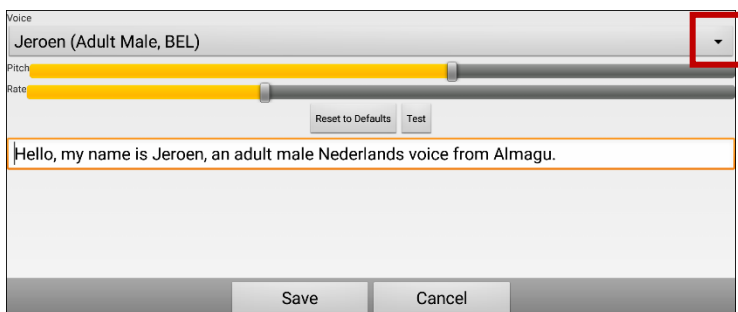 Voice
Jeroen (Adult Male, BEL)
Pitch
Rate
Reset to Defaults Test
Hello, my name is Jeroen, an adult male Nederlands voice from Almagu.
Save Cancel